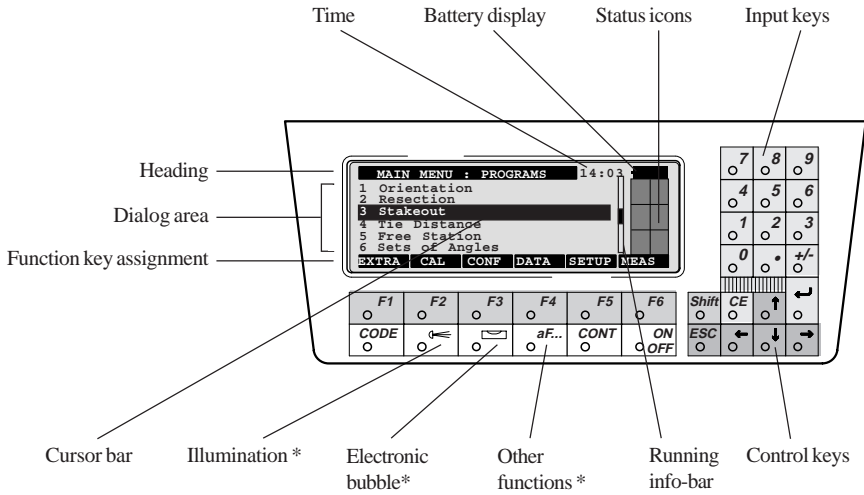 Time Battery display Status icons Input keys
Heading
Dialog area
Function key assignment
MAIN MENU : PROGRAMS 14:03
1 Orientation
2 Resection
3 Stakeout
4 Tie Distance
5 Free Station
6 Sets of Angles
EXTRA CAL CONF DATA SETUP MEAS
7 8 9
4 5 6
1 2 3
0 . +/-
F1 F2 F3 F4 F5 F6 Shift CE ↑ ↵
CODE aF... CONT ON OFF ESC ← ↓ →
Cursor bar Illumination * Electronic bubble* Other functions * Running info-bar Control keys